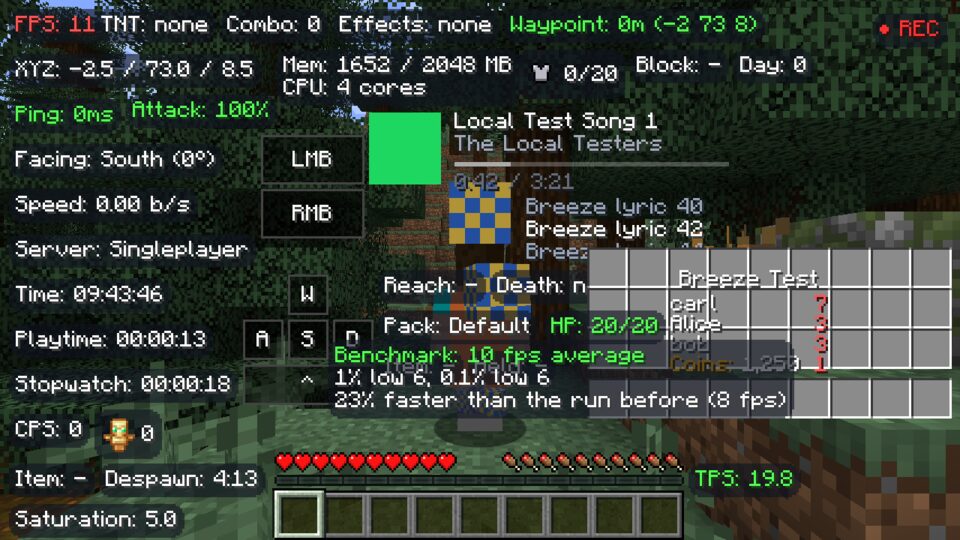 FPS: 11 TNT: none Combo: 0 Effects: none Waypoint: 0m (-2 73 8)
REC
XYZ: -2.5 / 73.0 / 8.5
Mem: 1652 / 2048 MB
CPU: 4 cores
0/20
Block: - Day: 0
Ping: 0ms
Attack: 100%
Local Test Song 1
The Local Testers
0:42 / 3:21
Facing: South (0°)
LMB
Speed: 0.00 b/s
RMB
Breeze lyric 40
Breeze lyric 42
Breeze
Server: Singleplayer
Breeze Test
Reach: - Death: n
Time: 09:43:46
W
carl 7
Alice 3
bob 3
Coins: 1,250 1
Pack: Default HP: 20/20
Playtime: 00:00:13
A S D
Benchmark: 10 fps average
1% low 6, 0.1% low 6
23% faster than the run before (8 fps)
Stopwatch: 00:00:18
^
CPS: 0
0
Item: - Despawn: 4:13
TPS: 19.8
Saturation: 5.0